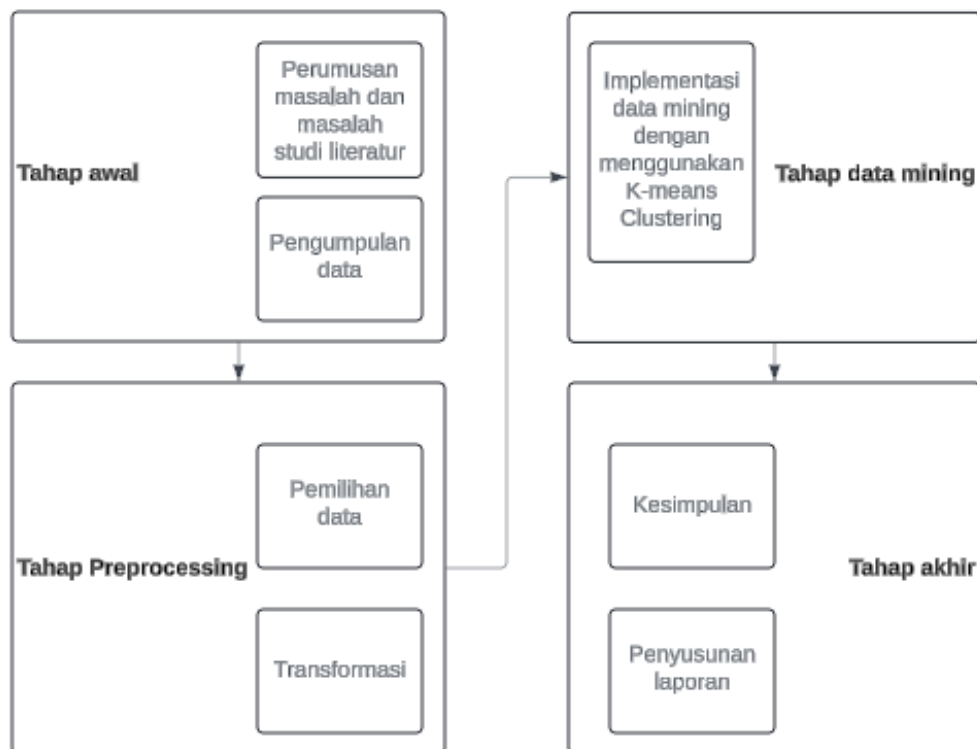 Tahap awal
Perumusan
masalah dan
masalah
studi literatur
Pengumpulan
data
Tahap Preprocessing
Pemilihan
data
Transformasi
Implementasi
data mining
dengan
menggunakan
K-means
Clustering
Tahap data mining
Kesimpulan
Tahap akhir
Penyusunan
laporan